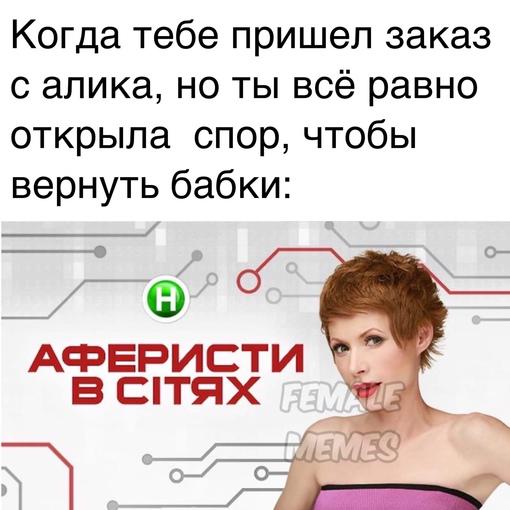 Когда тебе пришел заказ
с алика, но ты всё равно
открыла спор, чтобы
вернуть бабки:
Н
АФЕРИСТИ
В СІТЯХ
FEMALE
MEMES